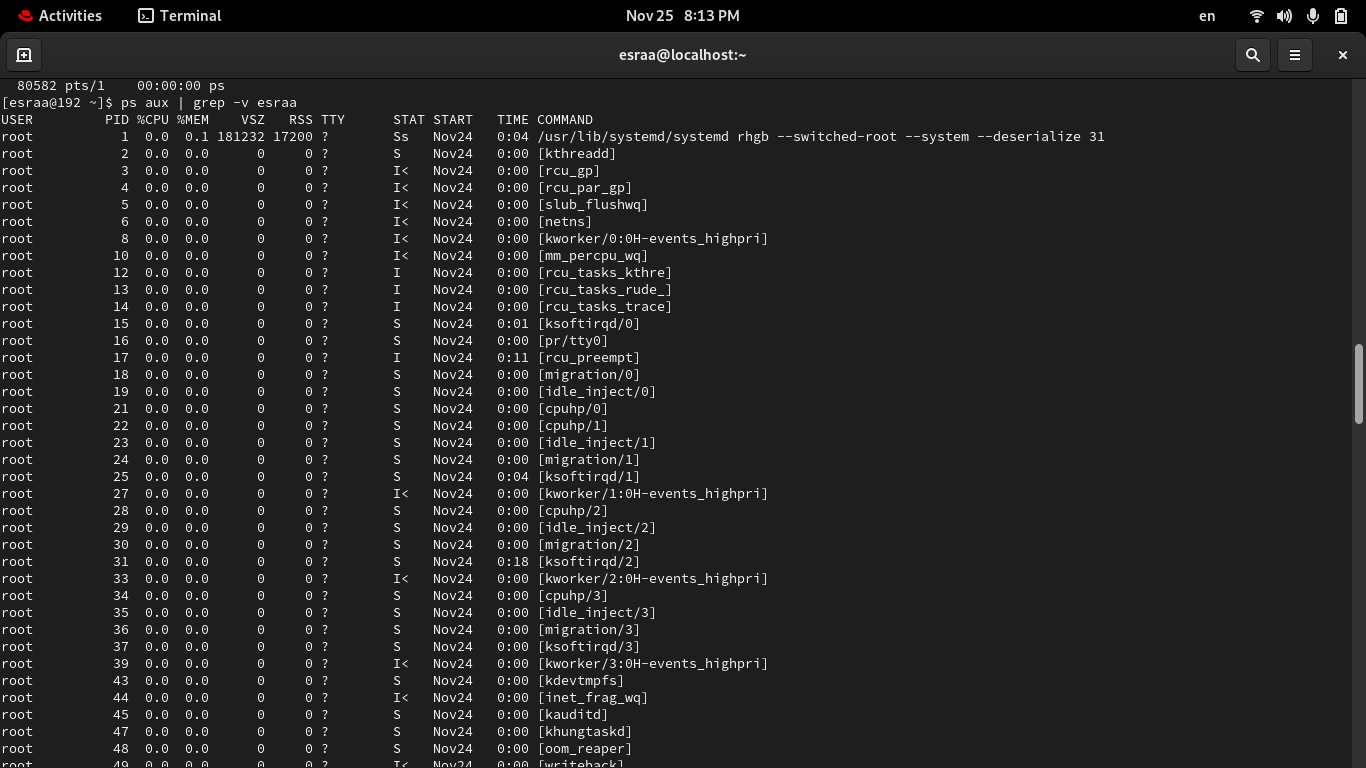 Activities Terminal Nov 25 8:13 PM en
esraa@localhost:~
80582 pts/1    00:00:00 ps
[esraa@192 ~]$ ps aux | grep -v esraa
USER         PID %CPU %MEM    VSZ   RSS TTY      STAT START   TIME COMMAND
root           1  0.0  0.1 181232 17200 ?        Ss   Nov24   0:04 /usr/lib/systemd/systemd rhgb --switched-root --system --deserialize 31
root           2  0.0  0.0      0     0 ?        S    Nov24   0:00 [kthreadd]
root           3  0.0  0.0      0     0 ?        I<   Nov24   0:00 [rcu_gp]
root           4  0.0  0.0      0     0 ?        I<   Nov24   0:00 [rcu_par_gp]
root           5  0.0  0.0      0     0 ?        I<   Nov24   0:00 [slub_flushwq]
root           6  0.0  0.0      0     0 ?        I<   Nov24   0:00 [netns]
root           8  0.0  0.0      0     0 ?        I<   Nov24   0:00 [kworker/0:0H-events_highpri]
root          10  0.0  0.0      0     0 ?        I<   Nov24   0:00 [mm_percpu_wq]
root          12  0.0  0.0      0     0 ?        I    Nov24   0:00 [rcu_tasks_kthre]
root          13  0.0  0.0      0     0 ?        I    Nov24   0:00 [rcu_tasks_rude_]
root          14  0.0  0.0      0     0 ?        I    Nov24   0:00 [rcu_tasks_trace]
root          15  0.0  0.0      0     0 ?        S    Nov24   0:01 [ksoftirqd/0]
root          16  0.0  0.0      0     0 ?        S    Nov24   0:00 [pr/tty0]
root          17  0.0  0.0      0     0 ?        I    Nov24   0:11 [rcu_preempt]
root          18  0.0  0.0      0     0 ?        S    Nov24   0:00 [migration/0]
root          19  0.0  0.0      0     0 ?        S    Nov24   0:00 [idle_inject/0]
root          21  0.0  0.0      0     0 ?        S    Nov24   0:00 [cpuhp/0]
root          22  0.0  0.0      0     0 ?        S    Nov24   0:00 [cpuhp/1]
root          23  0.0  0.0      0     0 ?        S    Nov24   0:00 [idle_inject/1]
root          24  0.0  0.0      0     0 ?        S    Nov24   0:00 [migration/1]
root          25  0.0  0.0      0     0 ?        S    Nov24   0:04 [ksoftirqd/1]
root          27  0.0  0.0      0     0 ?        I<   Nov24   0:00 [kworker/1:0H-events_highpri]
root          28  0.0  0.0      0     0 ?        S    Nov24   0:00 [cpuhp/2]
root          29  0.0  0.0      0     0 ?        S    Nov24   0:00 [idle_inject/2]
root          30  0.0  0.0      0     0 ?        S    Nov24   0:00 [migration/2]
root          31  0.0  0.0      0     0 ?        S    Nov24   0:18 [ksoftirqd/2]
root          33  0.0  0.0      0     0 ?        I<   Nov24   0:00 [kworker/2:0H-events_highpri]
root          34  0.0  0.0      0     0 ?        S    Nov24   0:00 [cpuhp/3]
root          35  0.0  0.0      0     0 ?        S    Nov24   0:00 [idle_inject/3]
root          36  0.0  0.0      0     0 ?        S    Nov24   0:00 [migration/3]
root          37  0.0  0.0      0     0 ?        S    Nov24   0:00 [ksoftirqd/3]
root          39  0.0  0.0      0     0 ?        I<   Nov24   0:00 [kworker/3:0H-events_highpri]
root          43  0.0  0.0      0     0 ?        S    Nov24   0:00 [kdevtmpfs]
root          44  0.0  0.0      0     0 ?        I<   Nov24   0:00 [inet_frag_wq]
root          45  0.0  0.0      0     0 ?        S    Nov24   0:00 [kauditd]
root          47  0.0  0.0      0     0 ?        S    Nov24   0:00 [khungtaskd]
root          48  0.0  0.0      0     0 ?        S    Nov24   0:00 [oom_reaper]
root          49  0.0  0.0      0     0 ?        I<   Nov24   0:00 [writeback]